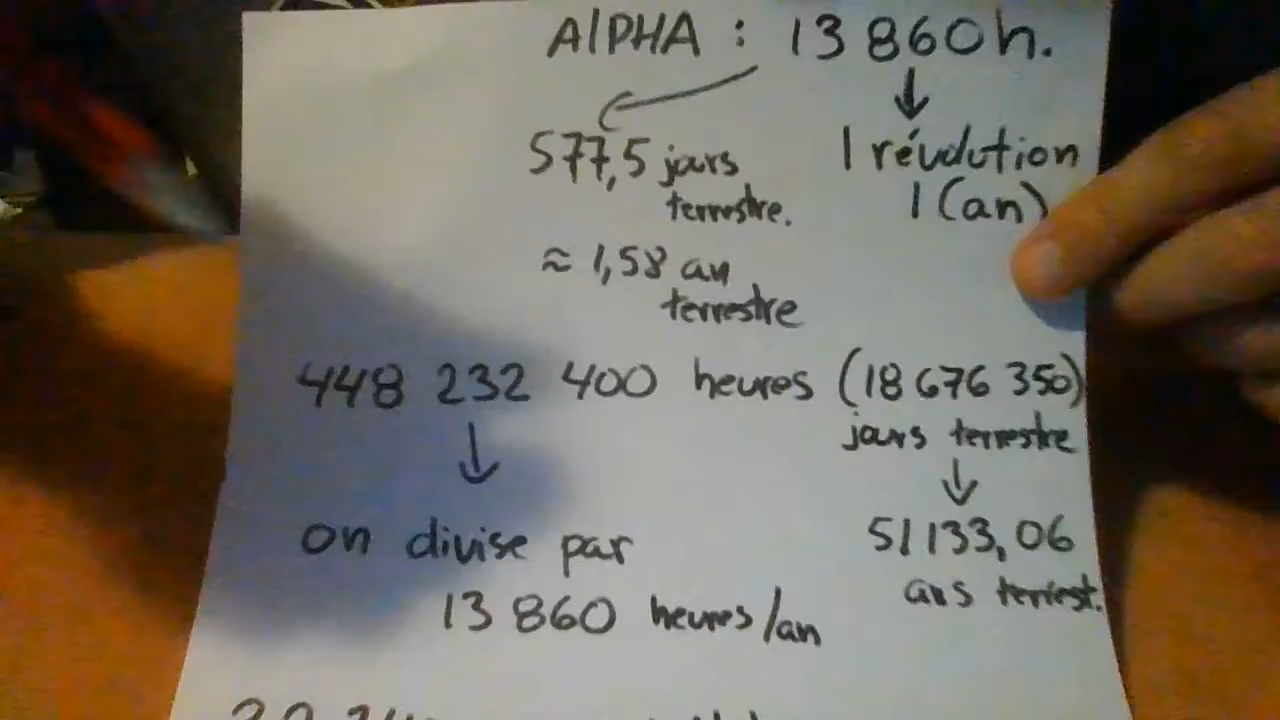 AlPHA : 13 860h.
577,5 jours terrestre.
1 révolution
1 (an)
≈ 1,58 an terrestre
448 232 400 heures (18 676 350)
jours terrestre
on divise par
51 133,06
13 860 heures/an
ans terrest.